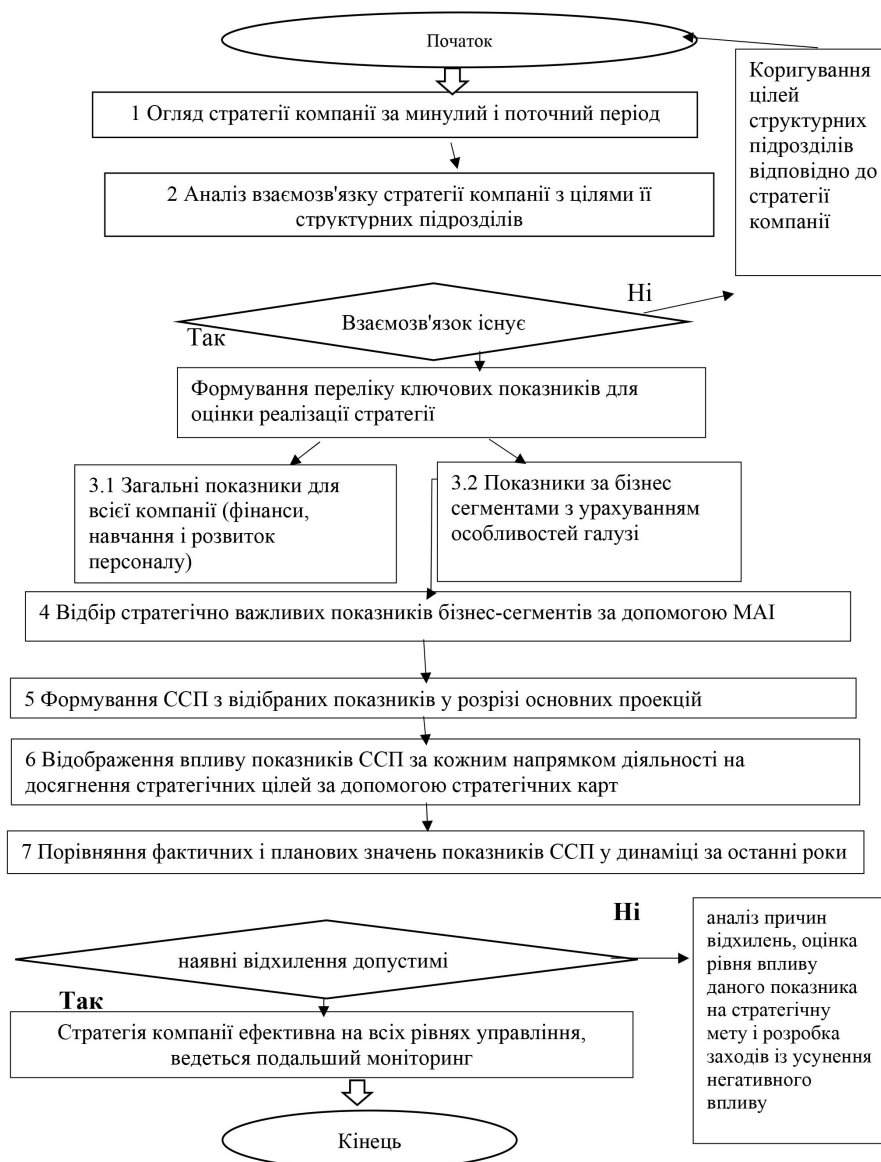 Початок
Коригування
цілей
структурних
підрозділів
відповідно до
стратегії
компанії
1 Огляд стратегії компанії за минулий і поточний період
2 Аналіз взаємозв'язку стратегії компанії з цілями її
структурних підрозділів
Ні
Взаємозв'язок існує
Так
Формування переліку ключових показників для
оцінки реалізації стратегії
3.1 Загальні показники для
всієї компанії (фінанси,
навчання і розвиток
персоналу)
3.2 Показники за бізнес
сегментами з урахуванням
особливостей галузі
4 Відбір стратегічно важливих показників бізнес-сегментів за допомогою МАІ
5 Формування ССП з відібраних показників у розрізі основних проекцій
6 Відображення впливу показників ССП за кожним напрямком діяльності на
досягнення стратегічних цілей за допомогою стратегічних карт
7 Порівняння фактичних і планових значень показників ССП у динаміці за останні роки
Ні
наявні відхилення допустимі
аналіз причин
відхилень, оцінка
рівня впливу
даного показника
на стратегічну
мету і розробка
заходів із усунення
негативного
впливу
Так
Стратегія компанії ефективна на всіх рівнях управління,
ведеться подальший моніторинг
Кінець